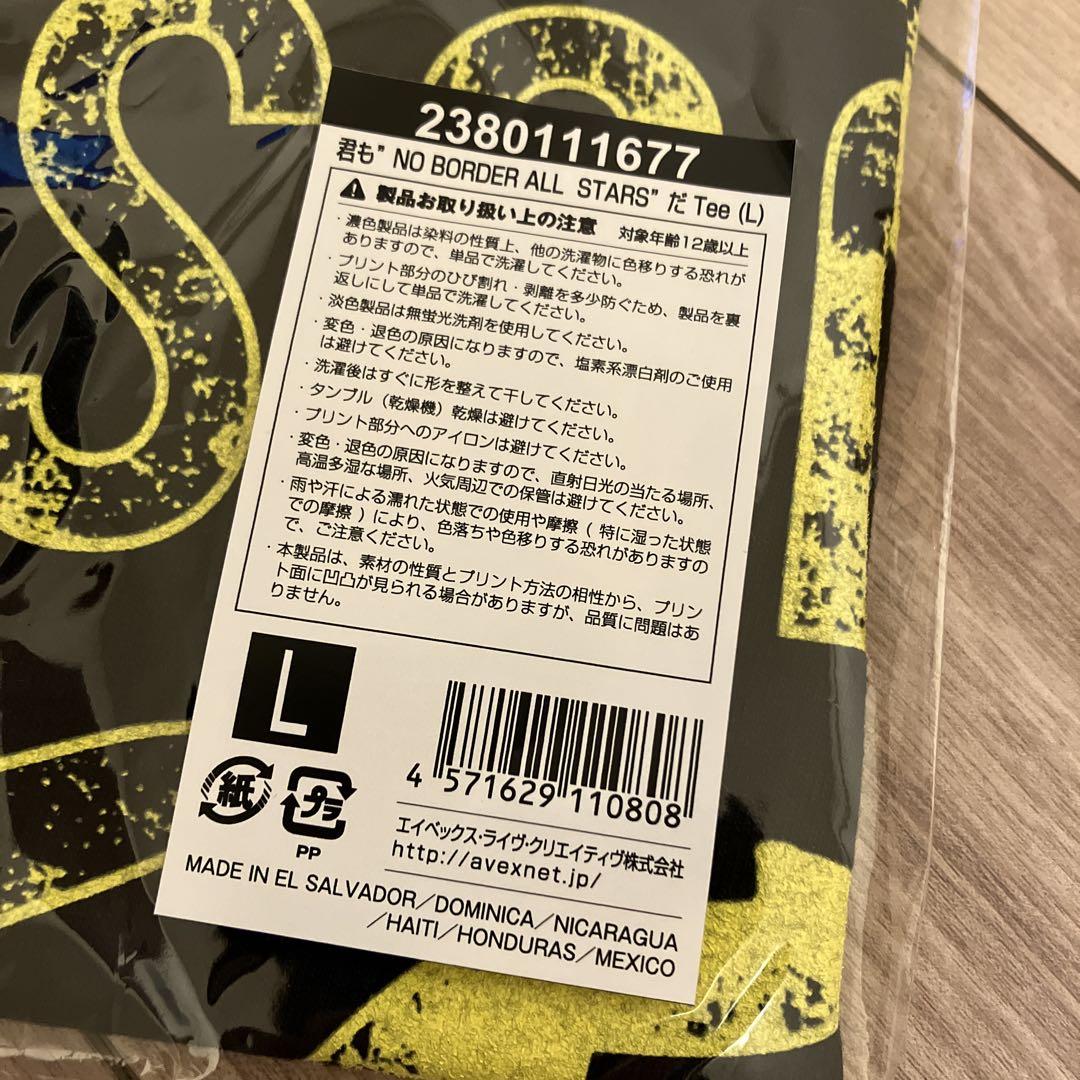 2380111677
君も”NO BORDER ALL STARS”だ Tee (L)
製品お取り扱い上の注意 対象年齢12歳以上
・濃色製品は染料の性質上、他の洗濯物に色移りする恐れが
ありますので、単品で洗濯してください。
・プリント部分のひび割れ・剥離を多少防ぐため、製品を裏
返しにして単品で洗濯してください。
・淡色製品は無蛍光洗剤を使用してください。
・変色・退色の原因になりますので、塩素系漂白剤のご使用
は避けてください。
・洗濯後はすぐに形を整えて干してください。
・タンブル（乾燥機）乾燥は避けてください。
・プリント部分へのアイロンは避けてください。
・変色・退色の原因になりますので、直射日光の当たる場所、
高温多湿な場所、火気周辺での保管は避けてください。
・雨や汗による濡れた状態での使用や摩擦（特に湿った状態
での摩擦）により、色落ちや色移りする恐れがありますの
で、ご注意ください。
・本製品は、素材の性質とプリント方法の相性から、プリン
ト面に凹凸が見られる場合がありますが、品質に問題はあ
りません。
L
紙
プラ
PP
4 571629 110808
エイベックス・ライヴ・クリエイティヴ株式会社
http://avexnet.jp/
MADE IN EL SALVADOR／DOMINICA／NICARAGUA
／HAITI／HONDURAS／MEXICO